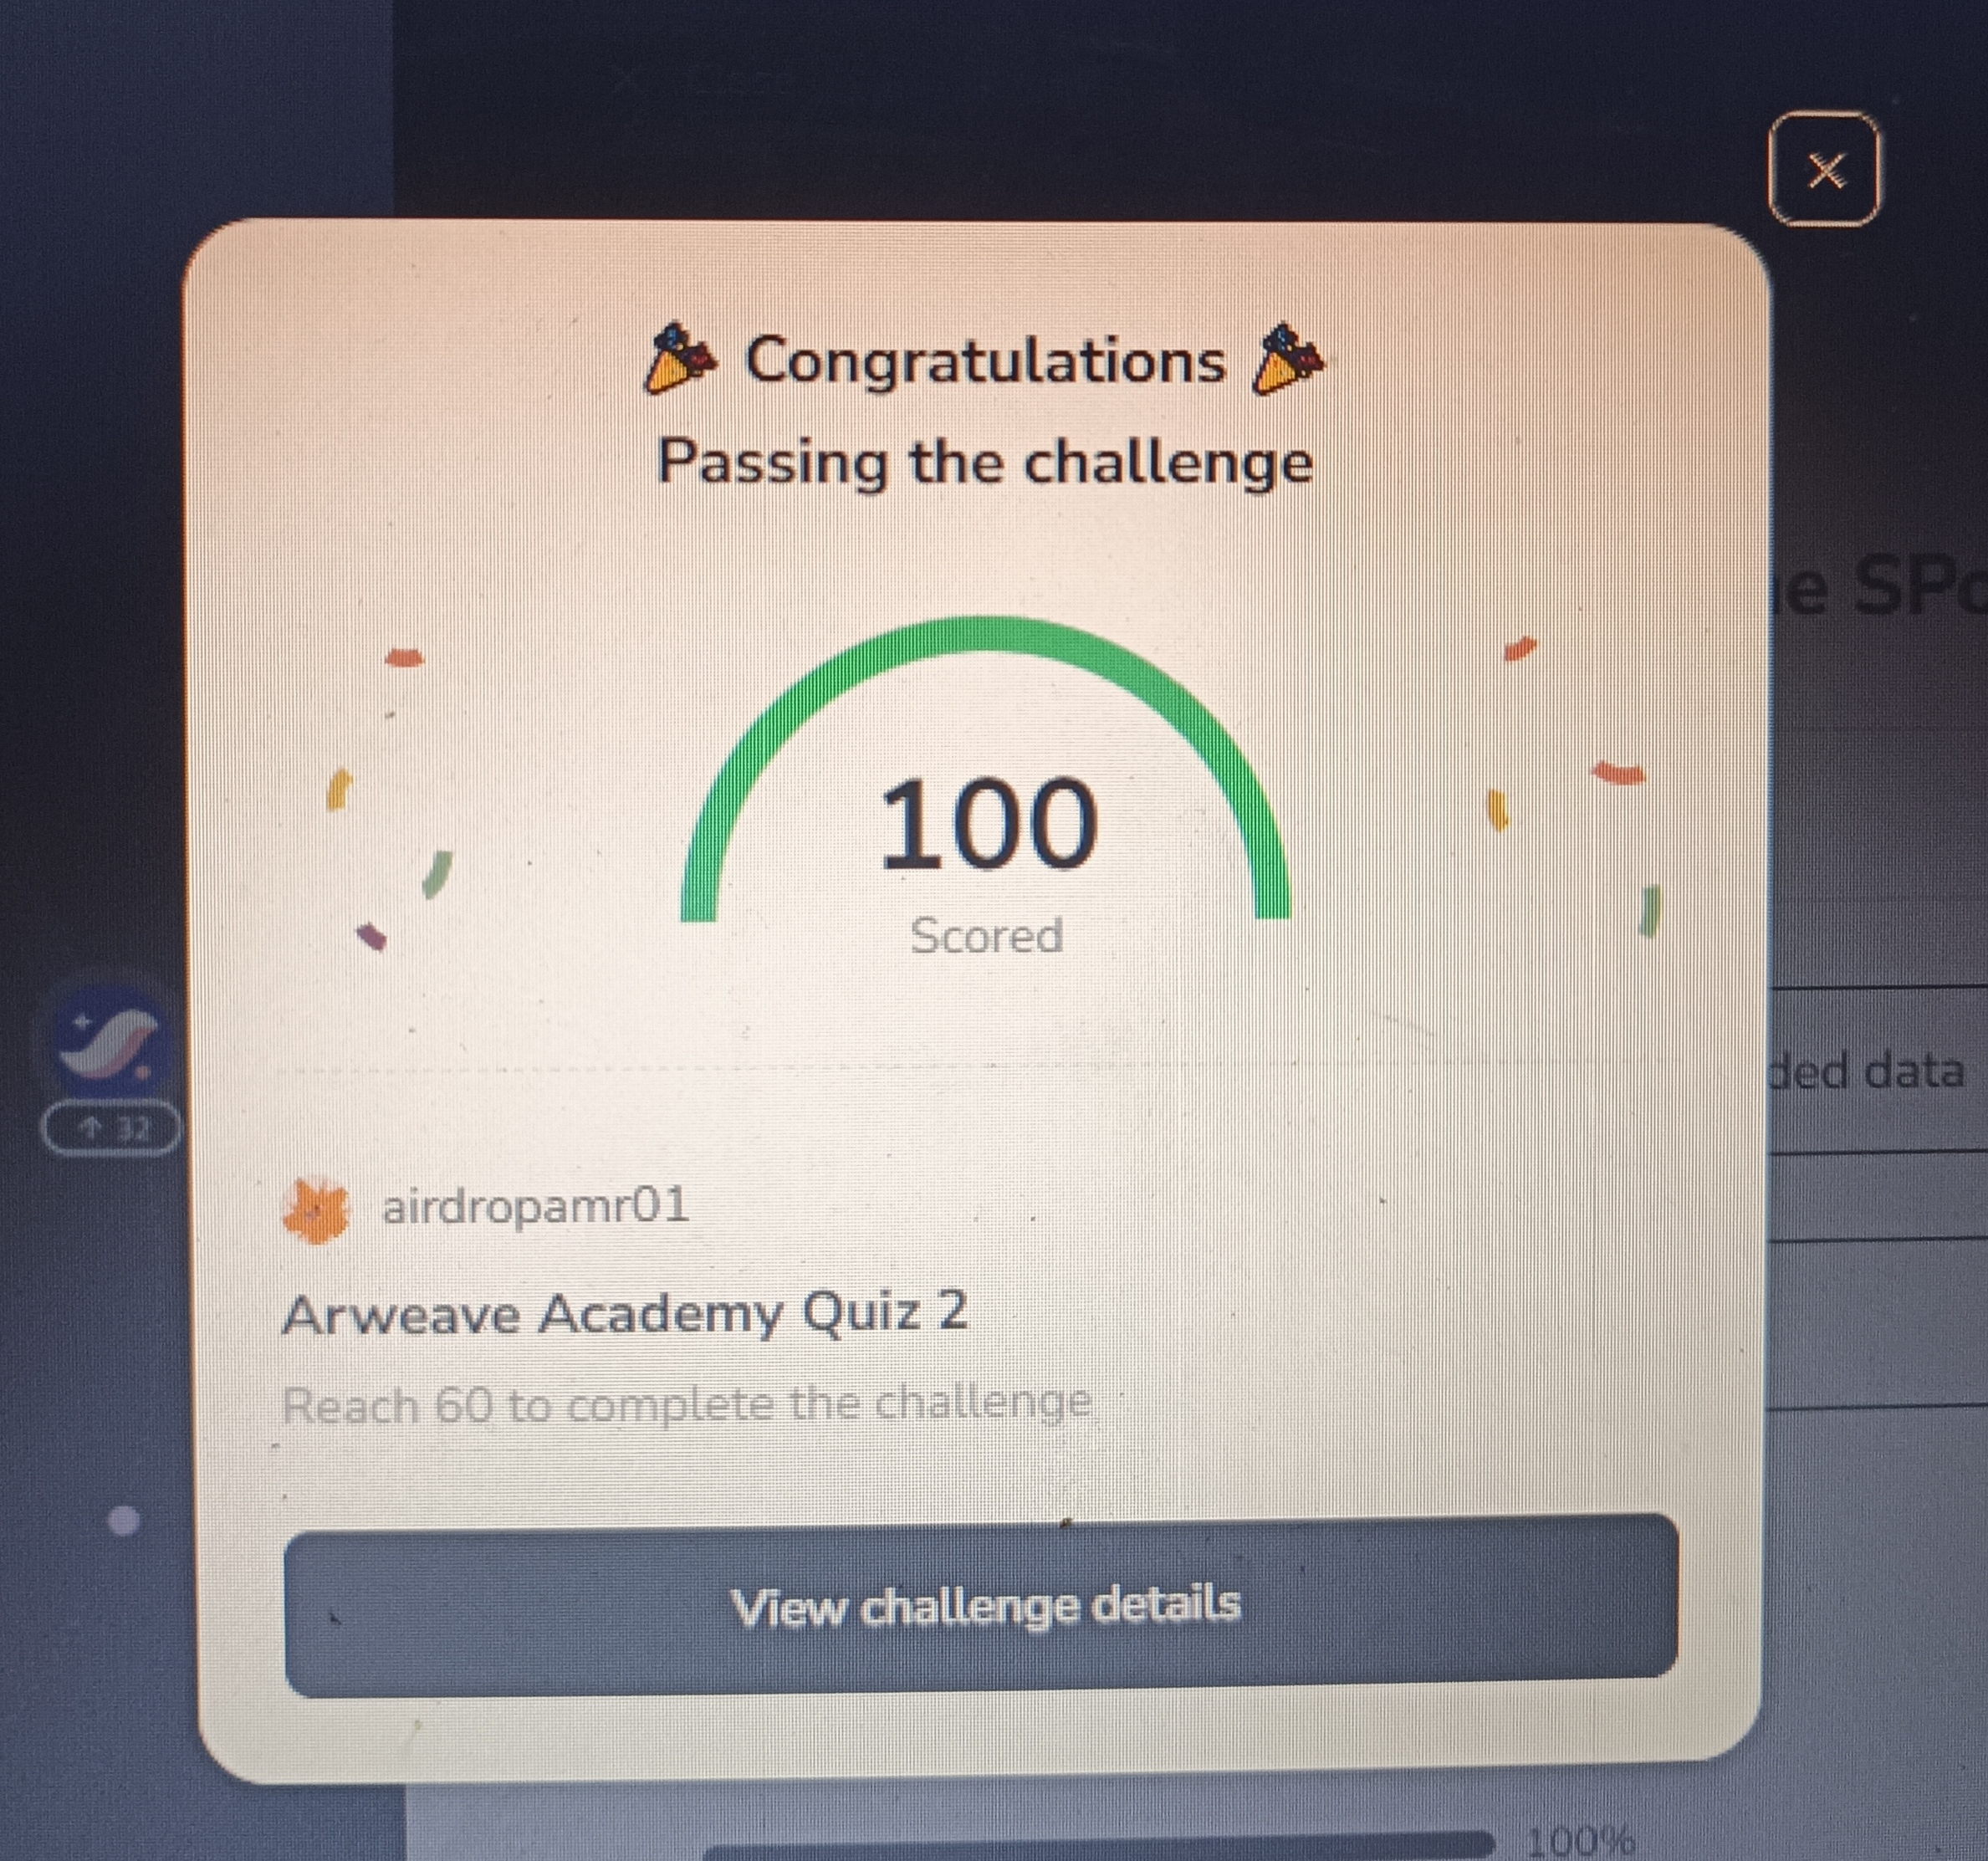 🎉 Congratulations 🎉
Passing the challenge
100
Scored
SPo
ded data
↑ 32
airdropamr01
Arweave Academy Quiz 2
Reach 60 to complete the challenge
View challenge details
100%